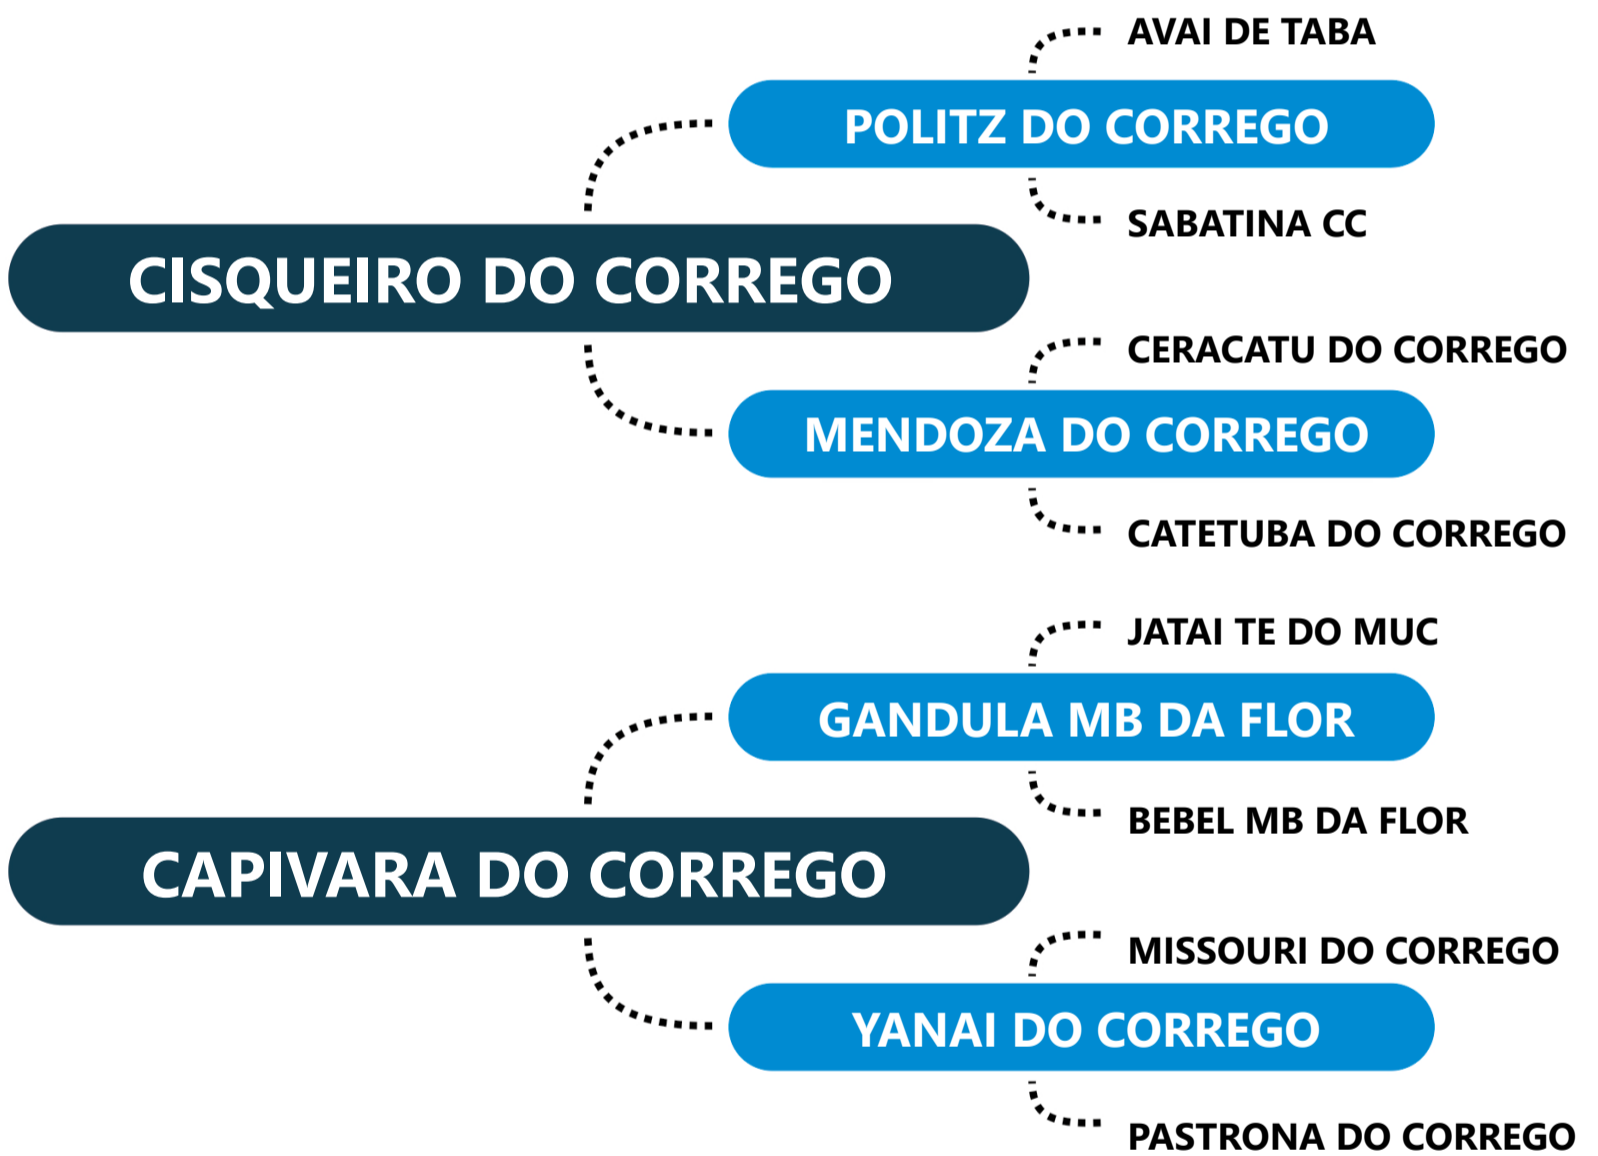 AVAI DE TABA
POLITZ DO CORREGO
SABATINA CC
CISQUEIRO DO CORREGO
CERACATU DO CORREGO
MENDOZA DO CORREGO
CATETUBA DO CORREGO
JATAI TE DO MUC
GANDULA MB DA FLOR
BEBEL MB DA FLOR
CAPIVARA DO CORREGO
MISSOURI DO CORREGO
YANAI DO CORREGO
PASTRONA DO CORREGO